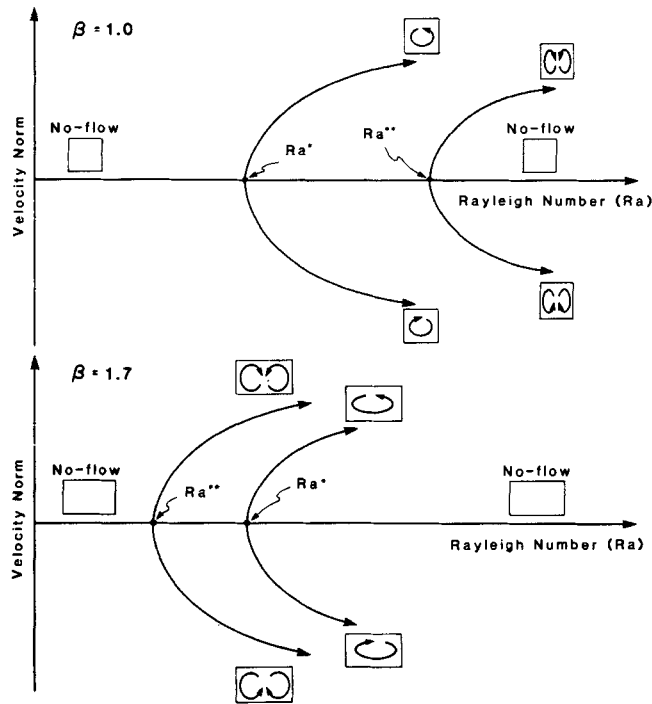 β = 1.0
Velocity Norm
No-flow
Ra*
Ra**
No-flow
Rayleigh Number (Ra)
β = 1.7
Velocity Norm
No-flow
Ra**
Ra*
No-flow
Rayleigh Number (Ra)